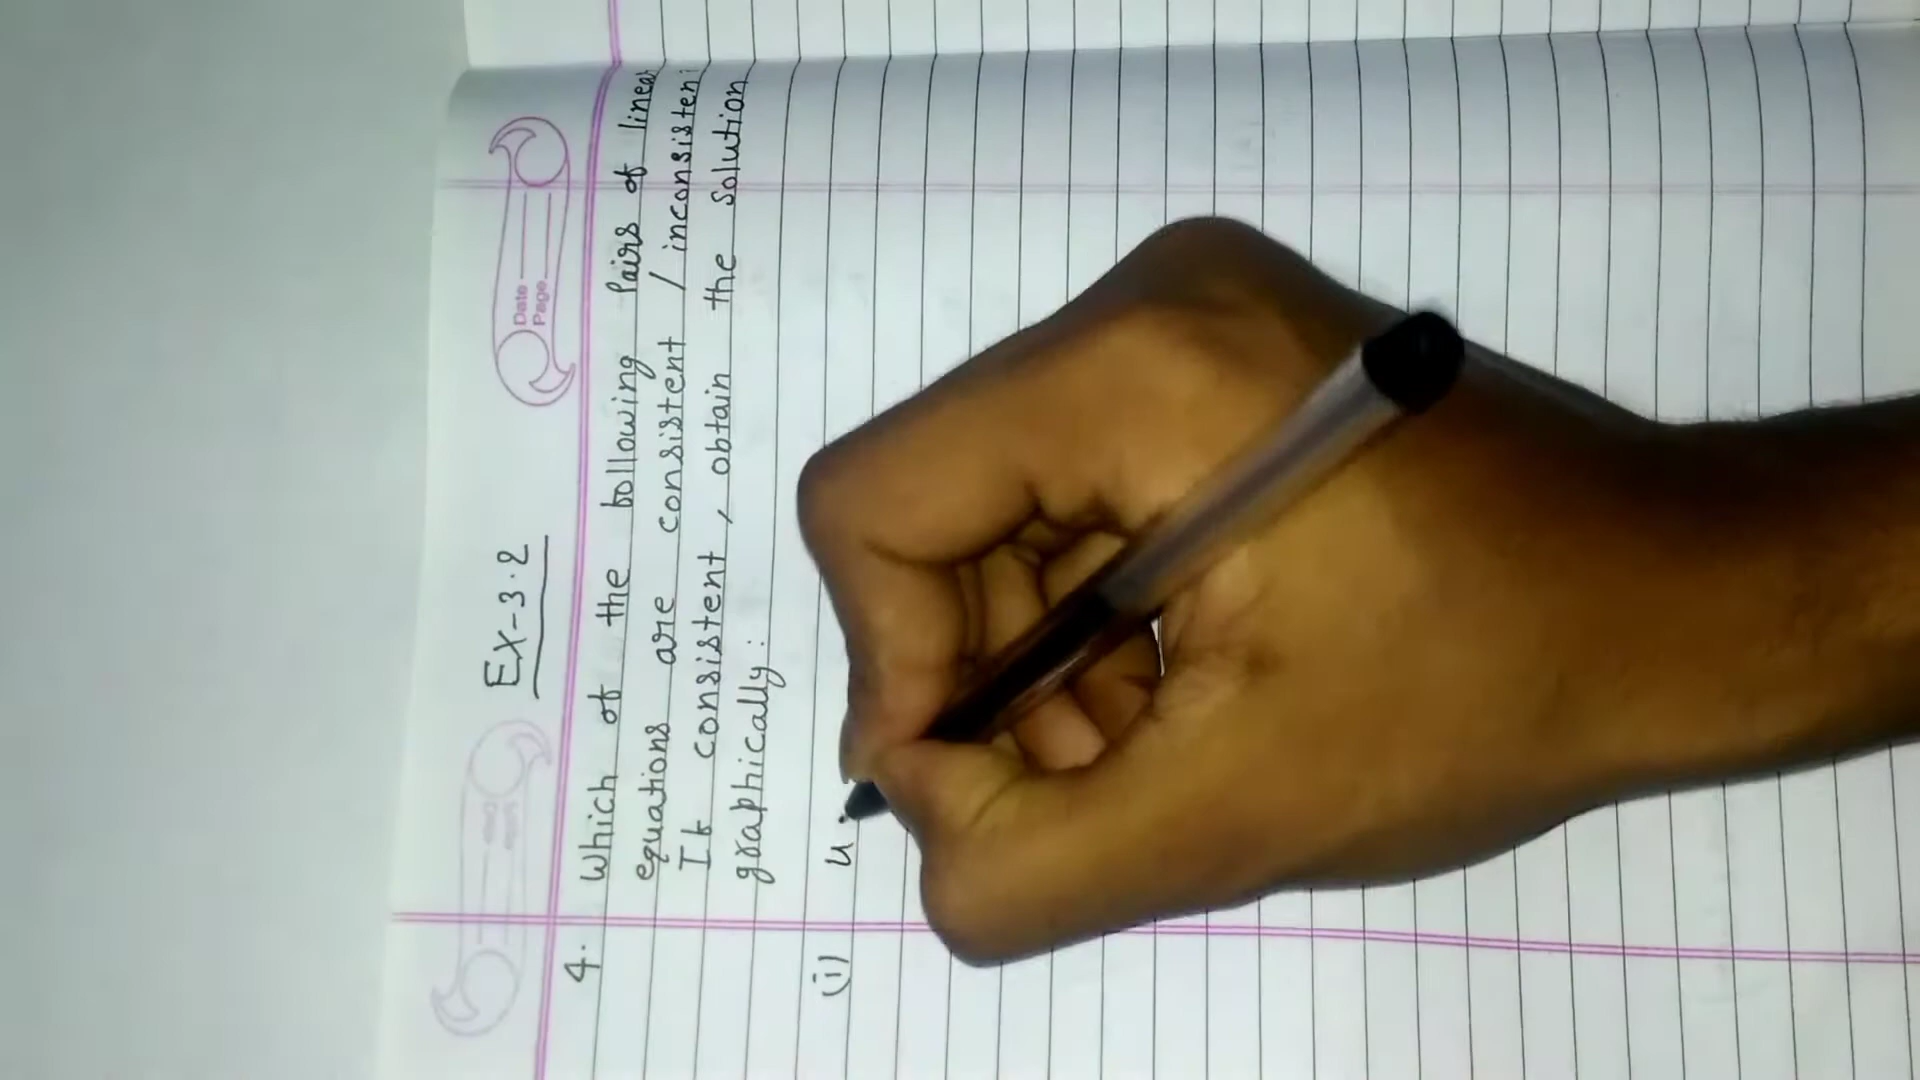 Date
Page
EX-3.2
4. Which of the following Pairs of linear
equations are consistent / inconsisten
If consistent, obtain the solution
graphically:
(i)